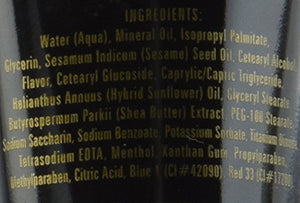 INGREDIENTS:
Water (Aqua), Mineral Oil, Isopropyl Palmitate,
Glycerin, Sesamum Indicum (Sesame) Seed Oil, Cetearyl Alcohol,
Flavor, Cetearyl Glucoside, Caprylic/Capric Triglyceride,
Helianthus Annuus (Hybrid Sunflower) Oil, Glyceryl Stearate
Butyrospermum Parkii (Shea Butter) Extract, PEG-100 Stearate
Sodium Saccharin, Sodium Benzoate, Potassium Sorbate, Titanium
Tetrasodium EDTA, Menthol, Xanthan Gum, Propylparaben,
Methylparaben, Citric Acid, Blue 1 (CI#42090), Red 33 (CI#17200)